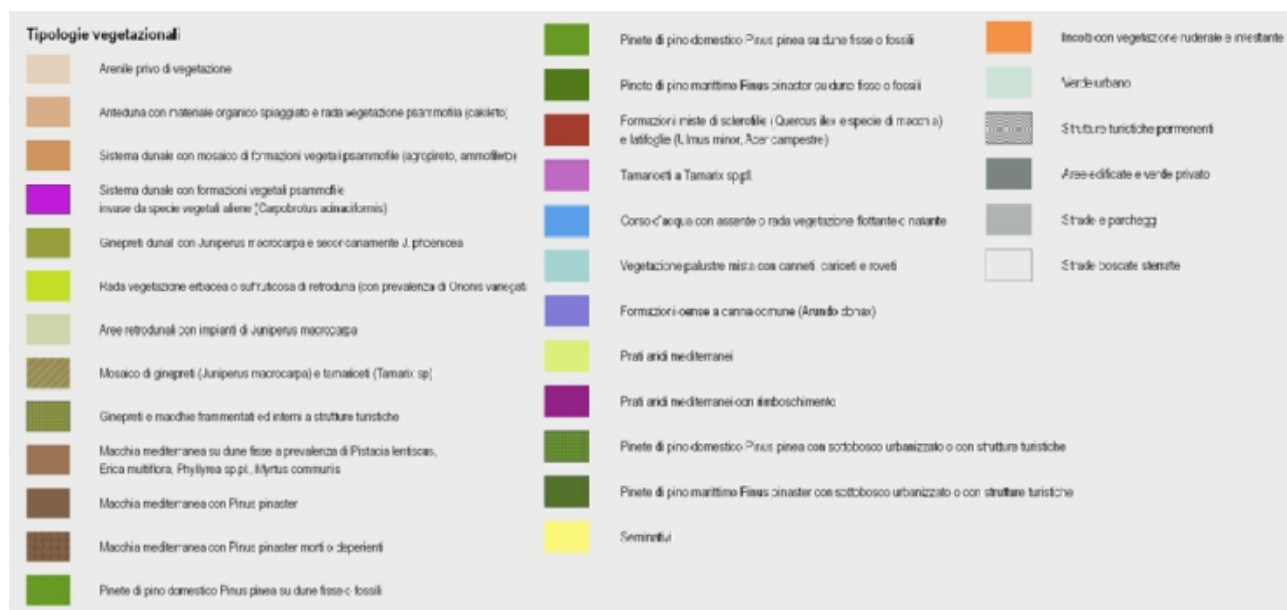 Tipologie vegetazionali
Arenile privo di vegetazione
Anteduna con materiale organico spiaggiato e rada vegetazione psammofila (cakileto)
Sistema dunale con mosaico di formazioni vegetali psammofile (agropireto, ammofileto)
Sistema dunale con formazioni vegetali psammofile
invase da specie vegetali aliene (Carpobrotus acinaciformis)
Ginepreti dunali con Juniperus macrocarpa e secondariamente J. phoenicea
Rada vegetazione erbacea o suffruticosa di retroduna (con prevalenza di Ononis variegat
Aree retrodunali con impianti di Juniperus macrocarpa
Mosaico di ginepreti (Juniperus macrocarpa) e tamariceti (Tamarix sp)
Ginepreti e macchie frammentati ed interni a strutture turistiche
Macchia mediterranea su dune fisse a prevalenza di Pistacia lentiscus,
Erica multiflora, Phyllyrea sp.pl., Myrtus communis
Macchia mediterranea con Pinus pinaster
Macchia mediterranea con Pinus pinaster morti o deperienti
Pinete di pino domestico Pinus pinea su dune fisse o fossili
Pinete di pino domestico Pinus pinea su dune fisse o fossili
Pinete di pino marittimo Pinus pinaster su dune fisse o fossili
Formazioni miste di sclerofille (Quercus ilex e specie di macchia)
e latifoglie (Ulmus minor, Acer campestre)
Tamariceti a Tamarix sp.pl.
Corso d'acqua con assente o rada vegetazione flottante o natante
Vegetazione palustre mista con canneti, cariceti e roveti
Formazioni dense a canna comune (Arundo donax)
Prati aridi mediterranei
Prati aridi mediterranei con rimboschimento
Pinete di pino domestico Pinus pinea con sottobosco urbanizzato o con strutture turistiche
Pinete di pino marittimo Pinus pinaster con sottobosco urbanizzato o con strutture turistiche
Seminativi
Incolti con vegetazione ruderale e infestante
Verde urbano
Strutture turistiche permenenti
Aree edificate e verde privato
Strade e parcheggi
Strade boscate sterrate